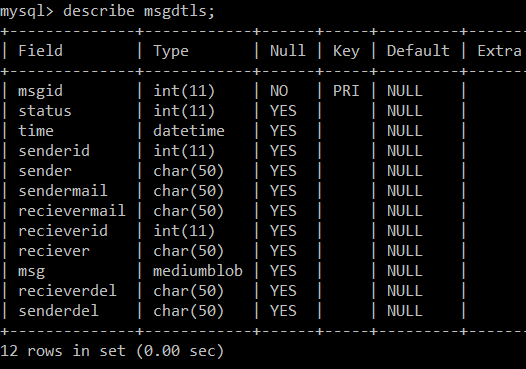 mysql> describe msgdtls;
+--------------+------------+------+-----+---------+-------
| Field        | Type       | Null | Key | Default | Extra
+--------------+------------+------+-----+---------+-------
| msgid        | int(11)    | NO   | PRI | NULL    |
| status       | int(11)    | YES  |     | NULL    |
| time         | datetime   | YES  |     | NULL    |
| senderid     | int(11)    | YES  |     | NULL    |
| sender       | char(50)   | YES  |     | NULL    |
| sendermail   | char(50)   | YES  |     | NULL    |
| recievermail | char(50)   | YES  |     | NULL    |
| recieverid   | int(11)    | YES  |     | NULL    |
| reciever     | char(50)   | YES  |     | NULL    |
| msg          | mediumblob | YES  |     | NULL    |
| recieverdel  | char(50)   | YES  |     | NULL    |
| senderdel    | char(50)   | YES  |     | NULL    |
+--------------+------------+------+-----+---------+-------
12 rows in set (0.00 sec)